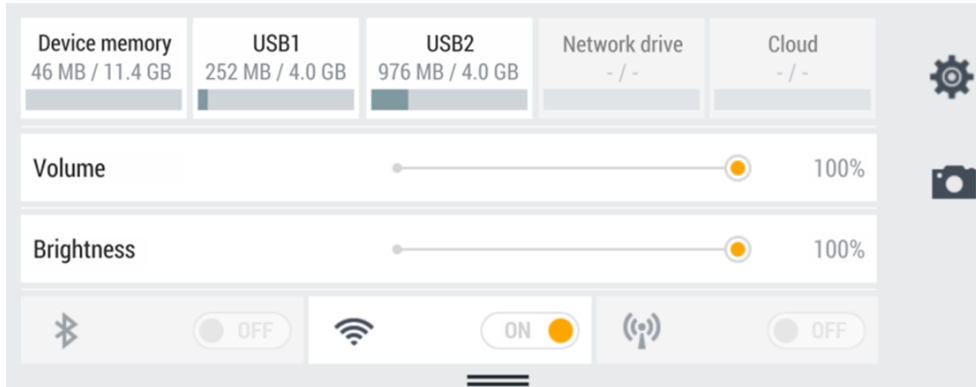 Device memory
46 MB / 11.4 GB
USB1
252 MB / 4.0 GB
USB2
976 MB / 4.0 GB
Network drive
- / -
Cloud
- / -
Volume
100%
Brightness
100%
OFF
ON
OFF